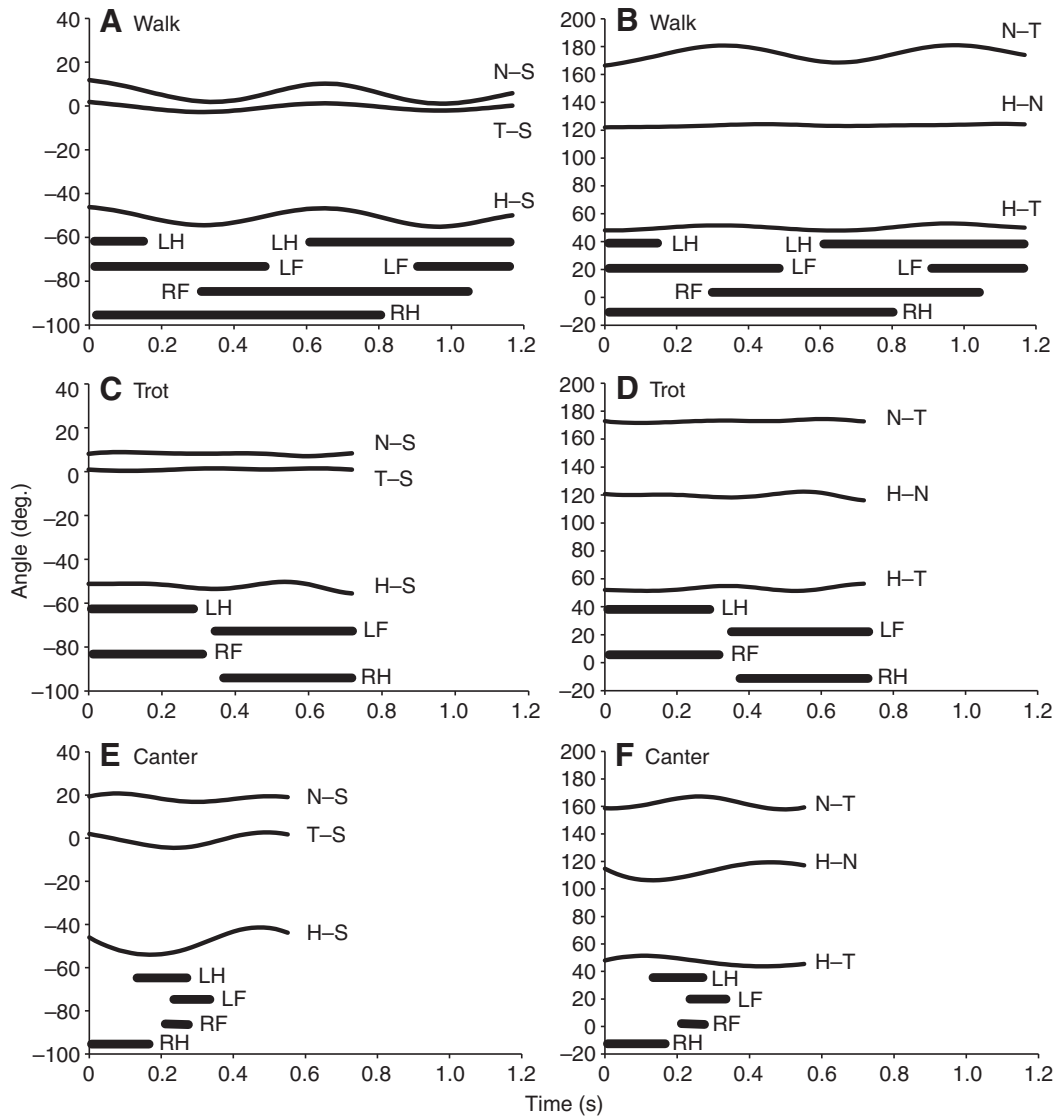 A Walk
40
20
0
–20
–40
–60
–80
–100
N–S
T–S
H–S
LH LH
LF LF
RF
RH
0 0.2 0.4 0.6 0.8 1.0 1.2
B Walk
200
180
160
140
120
100
80
60
40
20
0
–20
N–T
H–N
H–T
LH LH
LF LF
RF
RH
0 0.2 0.4 0.6 0.8 1.0 1.2
C Trot
40
20
0
–20
–40
–60
–80
–100
N–S
T–S
H–S
LH
LF
RF
RH
0 0.2 0.4 0.6 0.8 1.0 1.2
Angle (deg.)
D Trot
200
180
160
140
120
100
80
60
40
20
0
–20
N–T
H–N
H–T
LH
LF
RF
RH
0 0.2 0.4 0.6 0.8 1.0 1.2
E Canter
40
20
0
–20
–40
–60
–80
–100
N–S
T–S
H–S
LH
LF
RF
RH
0 0.2 0.4 0.6 0.8 1.0 1.2
F Canter
200
180
160
140
120
100
80
60
40
20
0
–20
N–T
H–N
H–T
LH
LF
RF
RH
0 0.2 0.4 0.6 0.8 1.0 1.2
Time (s)